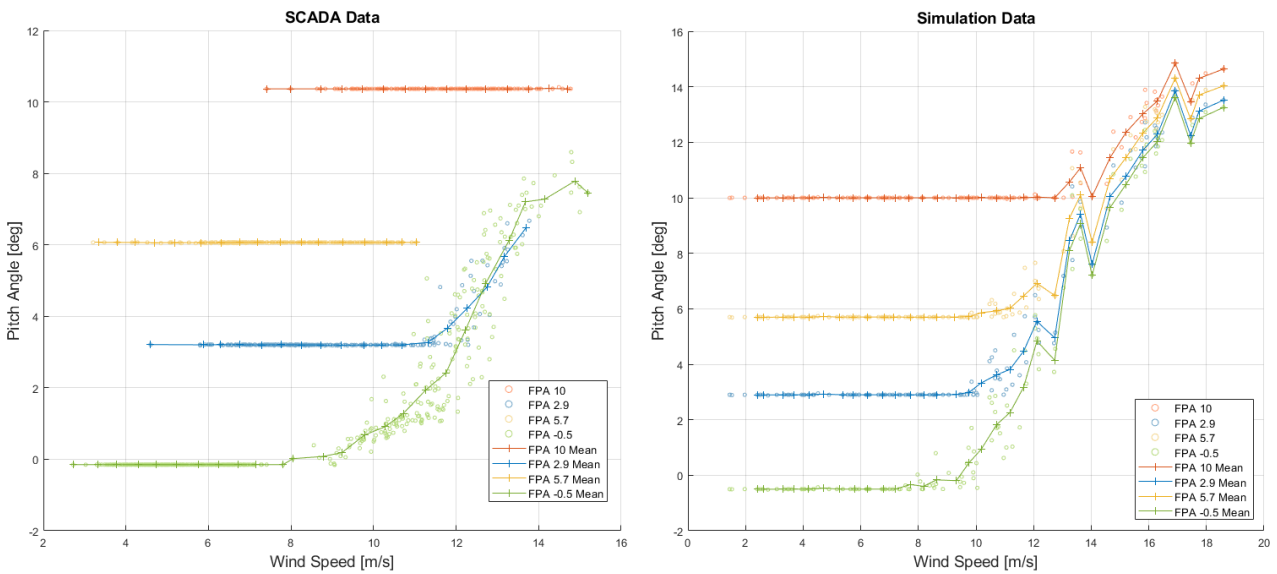 SCADA Data
12
10
8
6
4
2
0
-2
2
4
6
8
10
12
14
16
Pitch Angle [deg]
Wind Speed [m/s]
FPA 10
FPA 2.9
FPA 5.7
FPA -0.5
FPA 10 Mean
FPA 2.9 Mean
FPA 5.7 Mean
FPA -0.5 Mean
Simulation Data
16
14
12
10
8
6
4
2
0
-2
0
2
4
6
8
10
12
14
16
18
20
Pitch Angle [deg]
Wind Speed [m/s]
FPA 10
FPA 2.9
FPA 5.7
FPA -0.5
FPA 10 Mean
FPA 2.9 Mean
FPA 5.7 Mean
FPA -0.5 Mean